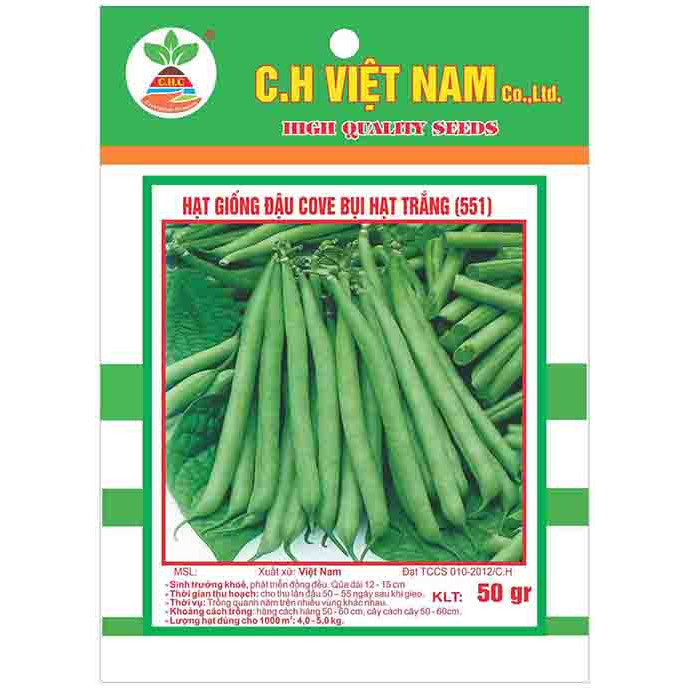 C.H.C
C.H VIỆT NAM Co.,Ltd.
HIGH QUALITY SEEDS
HẠT GIỐNG ĐẬU COVE BỤI HẠT TRẮNG (551)
MSL: Xuất xứ: Việt Nam Đạt TCCS 010-2012/C.H
- Sinh trưởng khoẻ, phát triển đồng đều. Qủa dài 12 - 15 cm
- Thời gian thu hoạch: cho thu lần đầu 50 – 55 ngày sau khi gieo.
- Thời vụ: Trồng quanh năm trên nhiều vùng khác nhau.
- Khoảng cách trồng: hàng cách hàng 50 - 60 cm, cây cách cây 50 - 60cm.
- Lượng hạt dùng cho 1000 m²: 4,0 - 5,0 kg.
KLT: 50 gr